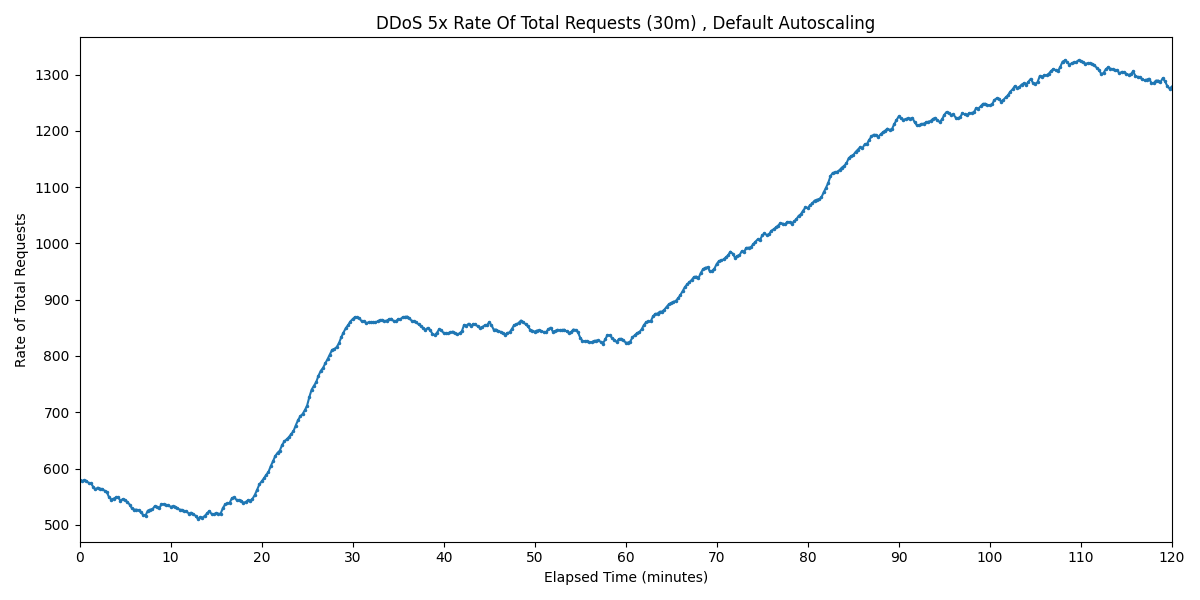 DDoS 5x Rate Of Total Requests (30m) , Default Autoscaling
Rate of Total Requests
1300
1200
1100
1000
900
800
700
600
500
0 10 20 30 40 50 60 70 80 90 100 110 120
Elapsed Time (minutes)